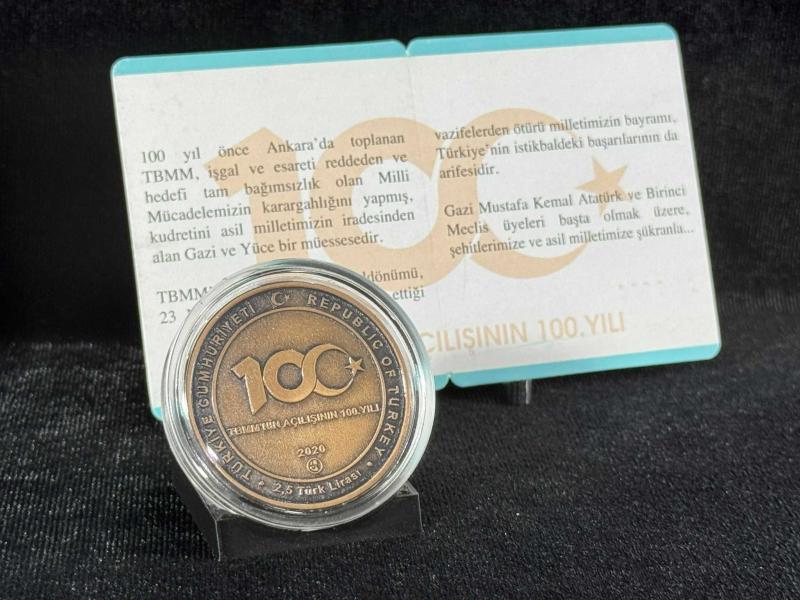 100 yıl önce Ankara'da toplanan
TBMM, işgal ve esareti reddeden ve
hedefi tam bağımsızlık olan Milli
Mücadelemizin karargahlığını yapmış,
kudretini asil milletimizin iradesinden
alan Gazi ve Yüce bir müessesedir.
TBMM
23
ettiği
vazifelerden ötürü milletimizin bayramı,
Türkiye'nin istikbaldeki başarılarının da
arifesidir.
Gazi Mustafa Kemal Atatürk ve Birinci
Meclis üyeleri başta olmak üzere,
şehitlerimize ve asil milletimize şükranla...
100
AÇILIŞININ 100.YILI
TÜRKİYE CUMHURİYETİ REPUBLIC OF TURKEY
100
TBMM'NİN AÇILIŞININ 100.YILI
2020
2,5 Türk Lirası